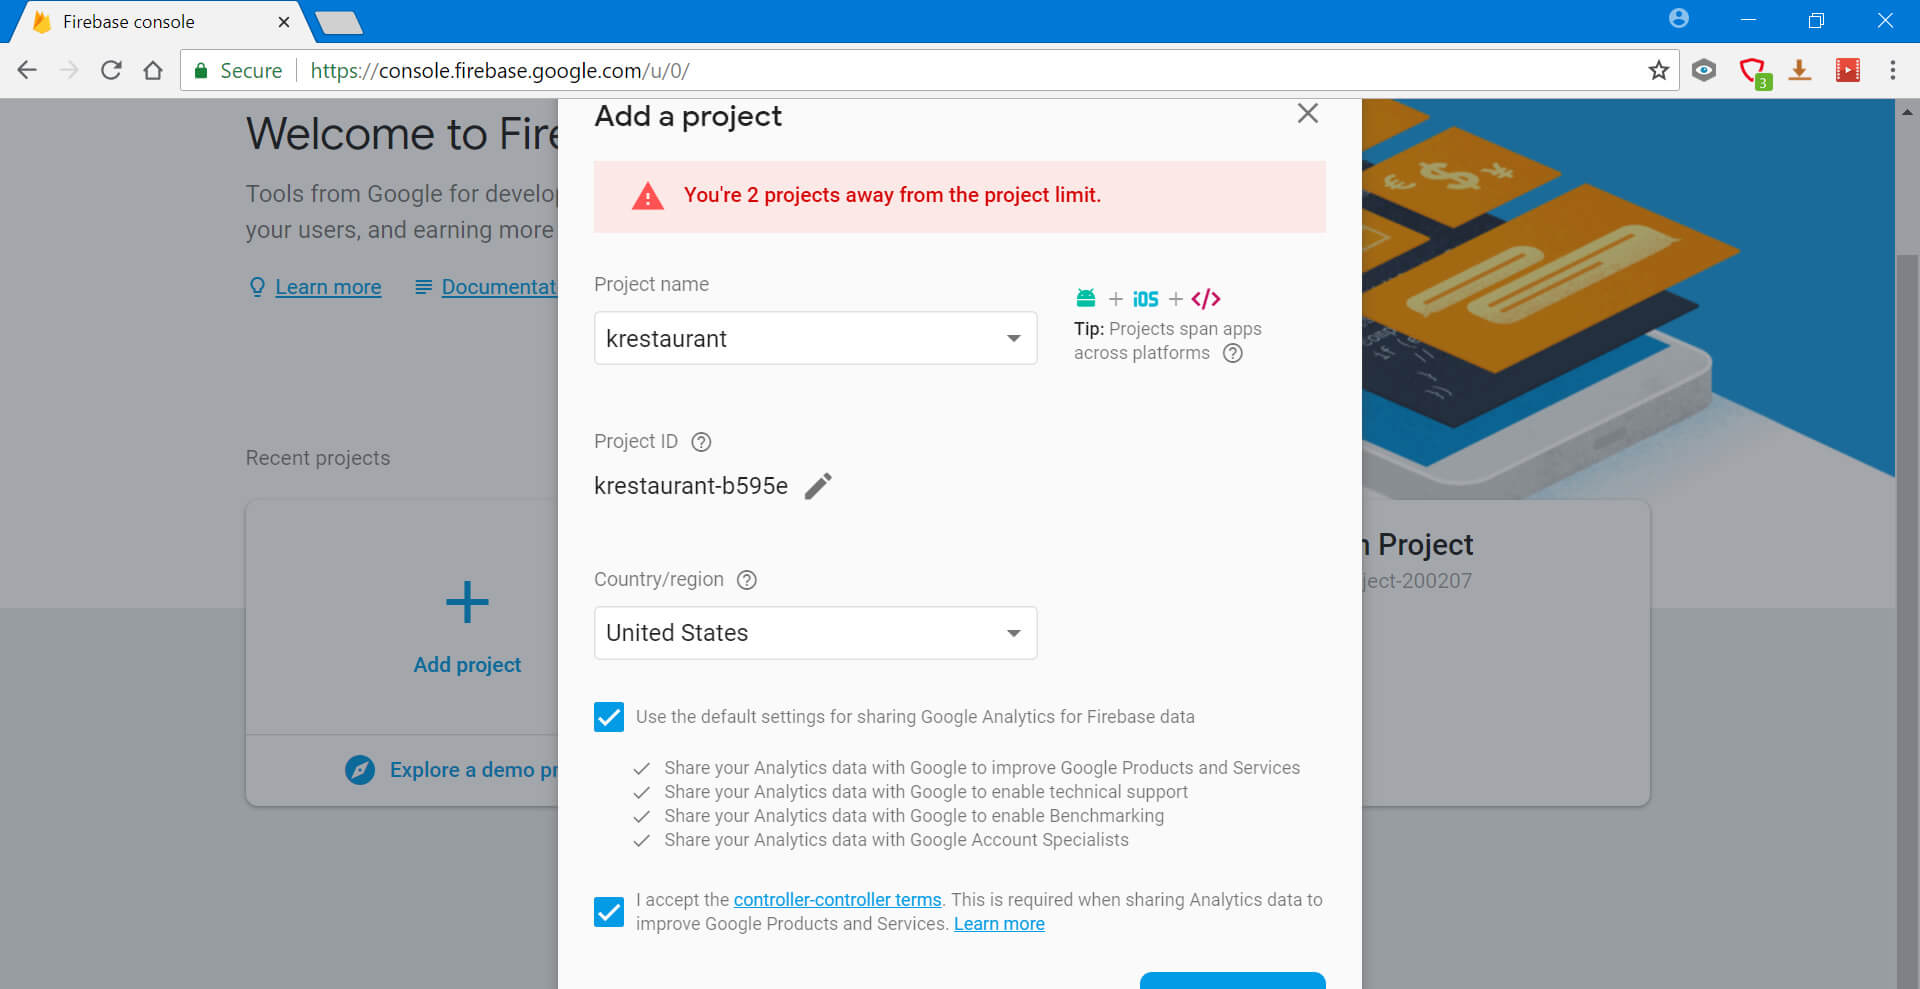 Firebase console
Secure https://console.firebase.google.com/u/0/
3
Welcome to Fire
Tools from Google for develop
your users, and earning more
Learn more
Documentat
Recent projects
Add project
Explore a demo pr
Add a project
You're 2 projects away from the project limit.
Project name
krestaurant
+ iOS + </>
Tip: Projects span apps
across platforms
Project ID
krestaurant-b595e
Country/region
United States
Use the default settings for sharing Google Analytics for Firebase data
Share your Analytics data with Google to improve Google Products and Services
Share your Analytics data with Google to enable technical support
Share your Analytics data with Google to enable Benchmarking
Share your Analytics data with Google Account Specialists
I accept the controller-controller terms. This is required when sharing Analytics data to
improve Google Products and Services. Learn more
n Project
ject-200207